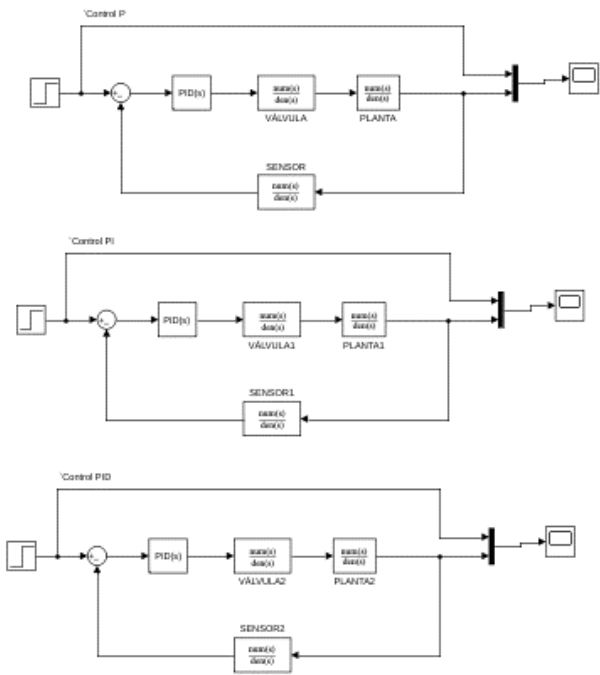 `Control P
PID(s)
num(s)
den(s)
num(s)
den(s)
VÁLVULA
PLANTA
SENSOR
num(s)
den(s)
`Control PI
PID(s)
num(s)
den(s)
num(s)
den(s)
VÁLVULA1
PLANTA1
SENSOR1
num(s)
den(s)
`Control PID
PID(s)
num(s)
den(s)
num(s)
den(s)
VÁLVULA2
PLANTA2
SENSOR2
num(s)
den(s)